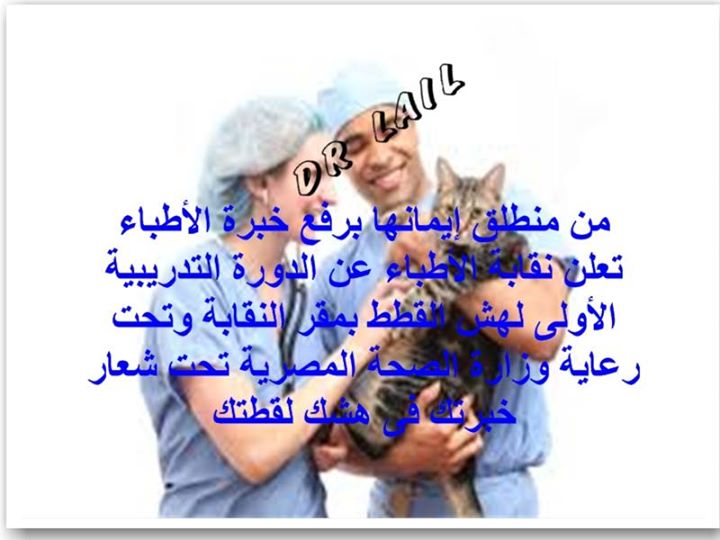 DR LAIL
من منطلق إيمانها برفع خبرة الأطباء
تعلن نقابة الأطباء عن الدورة التدريبية
الأولى لهش القطط بمقر النقابة وتحت
رعاية وزارة الصحة المصرية تحت شعار
خبرتك فى هشك لقطتك